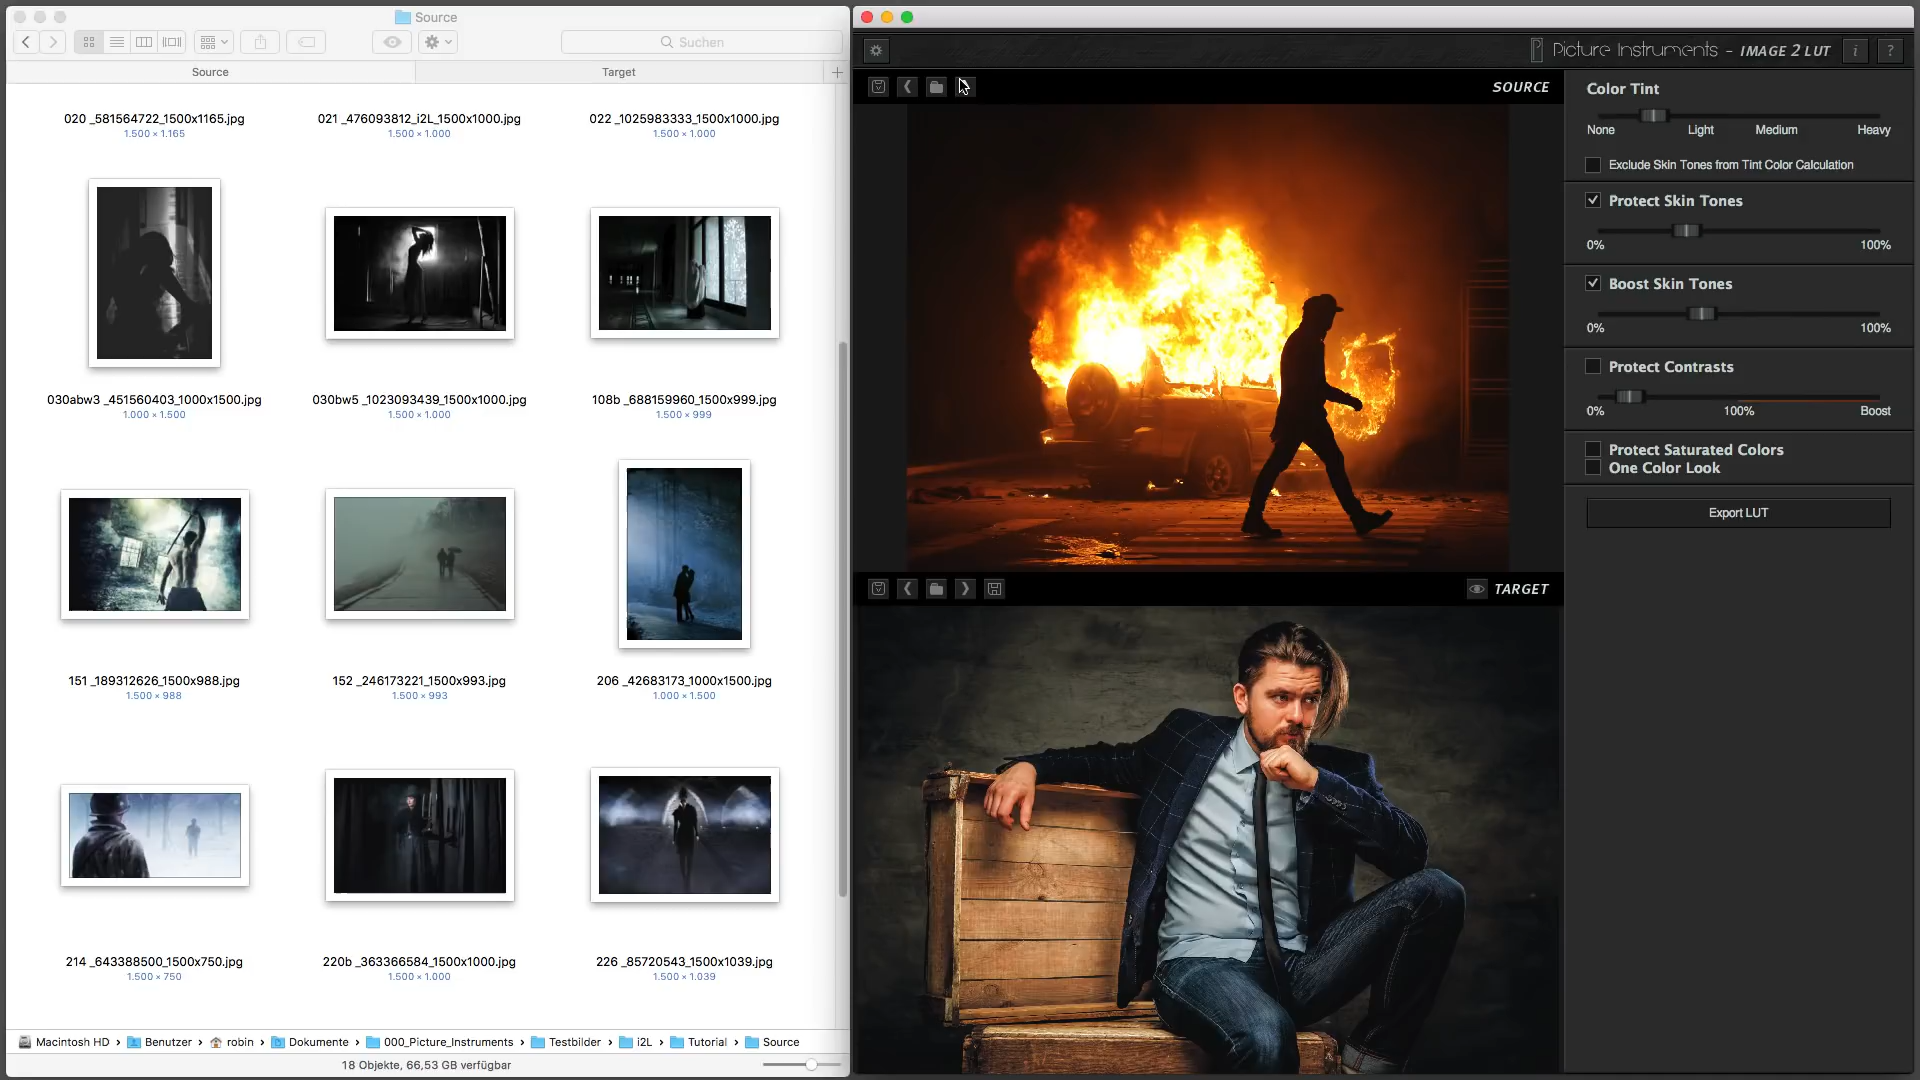 Source
Suchen
Source
Target
020 _581564722_1500x1165.jpg
1.500 × 1.165
021 _476093812_i2L_1500x1000.jpg
1.500 × 1.000
022 _1025983333_1500x1000.jpg
1.500 × 1.000
030abw3 _451560403_1000x1500.jpg
1.000 × 1.500
030bw5 _1023093439_1500x1000.jpg
1.500 × 1.000
108b _688159960_1500x999.jpg
1.500 × 999
151 _189312626_1500x988.jpg
1.500 × 988
152 _246173221_1500x993.jpg
1.500 × 993
206 _42683173_1000x1500.jpg
1.000 × 1.500
214 _643388500_1500x750.jpg
1.500 × 750
220b _363366584_1500x1000.jpg
1.500 × 1.000
226 _85720543_1500x1039.jpg
1.500 × 1.039
Macintosh HD › Benutzer › robin › Dokumente › 000_Picture_Instruments › Testbilder › i2L › Tutorial › Source
18 Objekte, 66,53 GB verfügbar
Picture Instruments - IMAGE 2 LUT
i
?
SOURCE
TARGET
Color Tint
None Light Medium Heavy
Exclude Skin Tones from Tint Color Calculation
Protect Skin Tones
0% 100%
Boost Skin Tones
0% 100%
Protect Contrasts
0% 100% Boost
Protect Saturated Colors
One Color Look
Export LUT